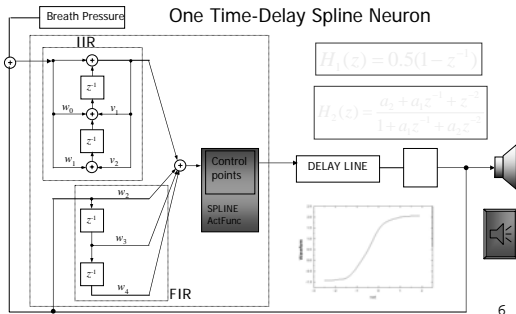 One Time-Delay Spline Neuron
Breath Pressure
IIR
z⁻¹
w₀
v₁
z⁻¹
w₁
v₂
w₂
z⁻¹
w₃
z⁻¹
w₄
FIR
Control
points
SPLINE
ActFunc
DELAY LINE
H₁(z) = 0.5(1 - z⁻¹)
H₂(z) = (a₂ + a₁z⁻¹ + z⁻²) / (1 + a₁z⁻¹ + a₂z⁻²)
6